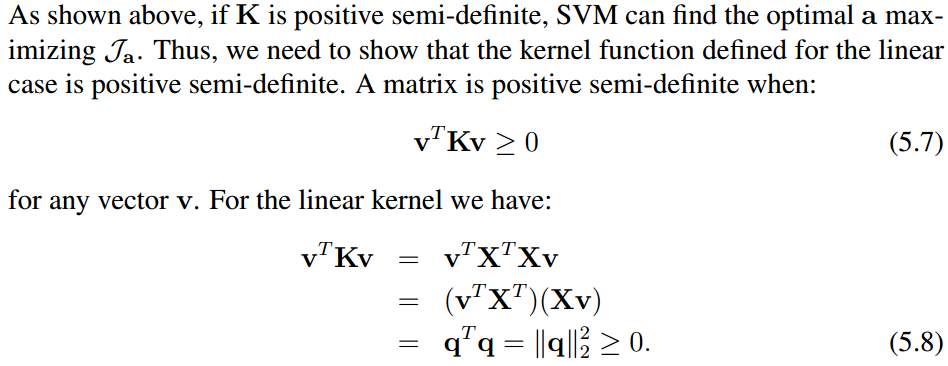 As shown above, if K is positive semi-definite, SVM can find the optimal a max-
imizing 𝒥ₐ. Thus, we need to show that the kernel function defined for the linear
case is positive semi-definite. A matrix is positive semi-definite when:
vᵀKv ≥ 0 (5.7)
for any vector v. For the linear kernel we have:
vᵀKv = vᵀXᵀXv
= (vᵀXᵀ)(Xv)
= qᵀq = ‖q‖₂² ≥ 0. (5.8)